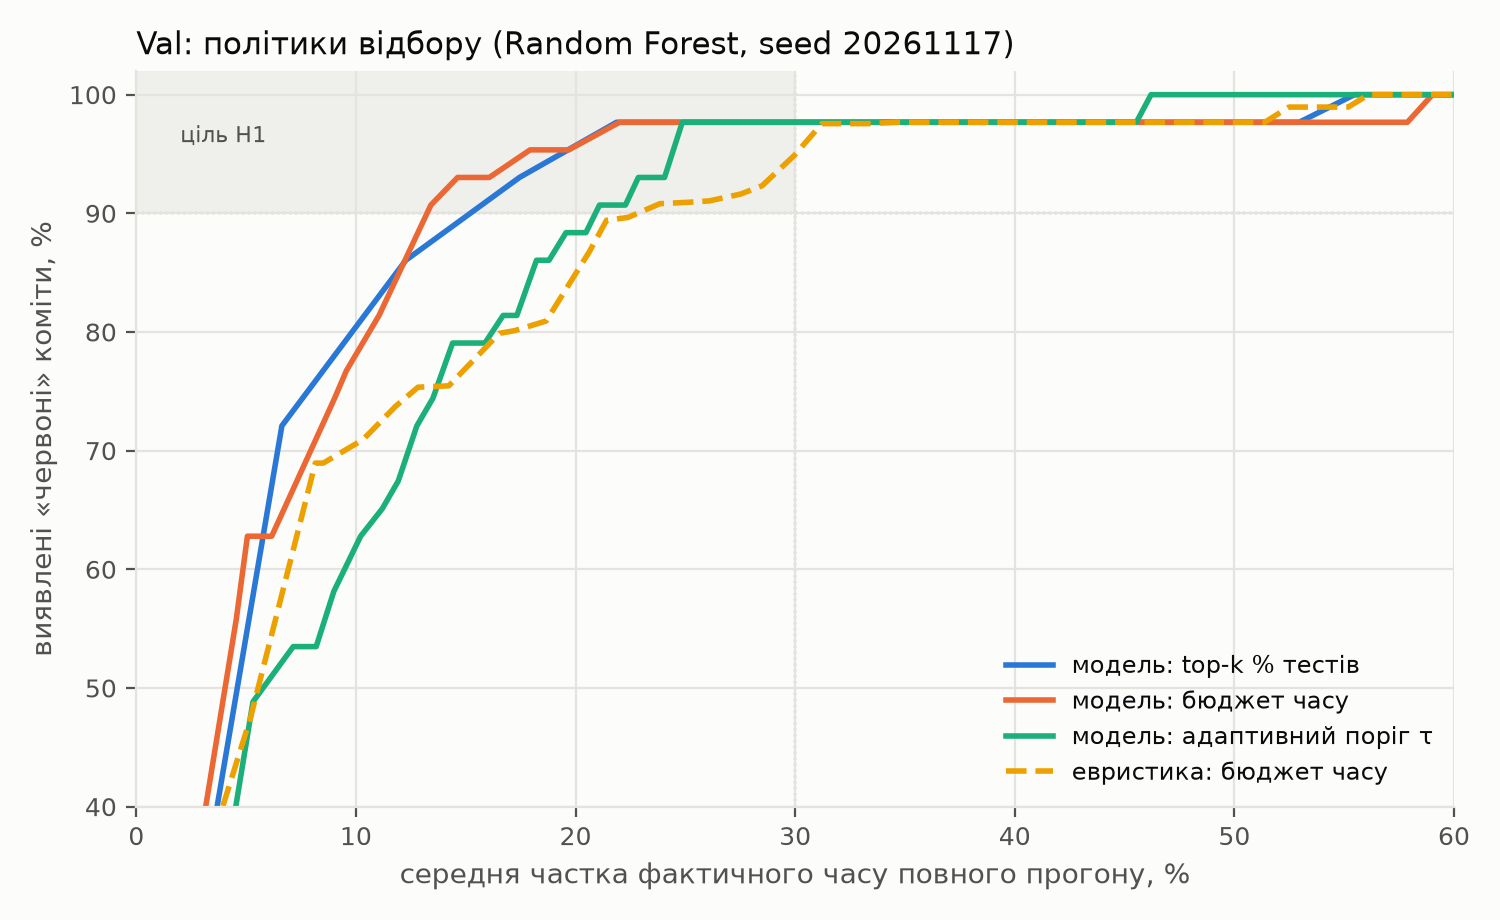 Val: політики відбору (Random Forest, seed 20261117)
100
90
80
70
60
50
40
виявлені «червоні» коміти, %
ціль H1
модель: top-k % тестів
модель: бюджет часу
модель: адаптивний поріг τ
евристика: бюджет часу
0 10 20 30 40 50 60
середня частка фактичного часу повного прогону, %